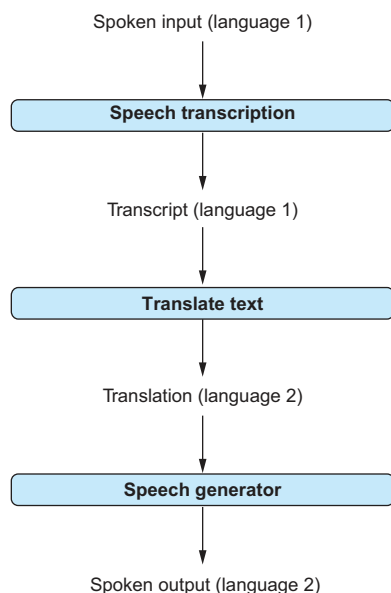 Spoken input (language 1)
Speech transcription
Transcript (language 1)
Translate text
Translation (language 2)
Speech generator
Spoken output (language 2)